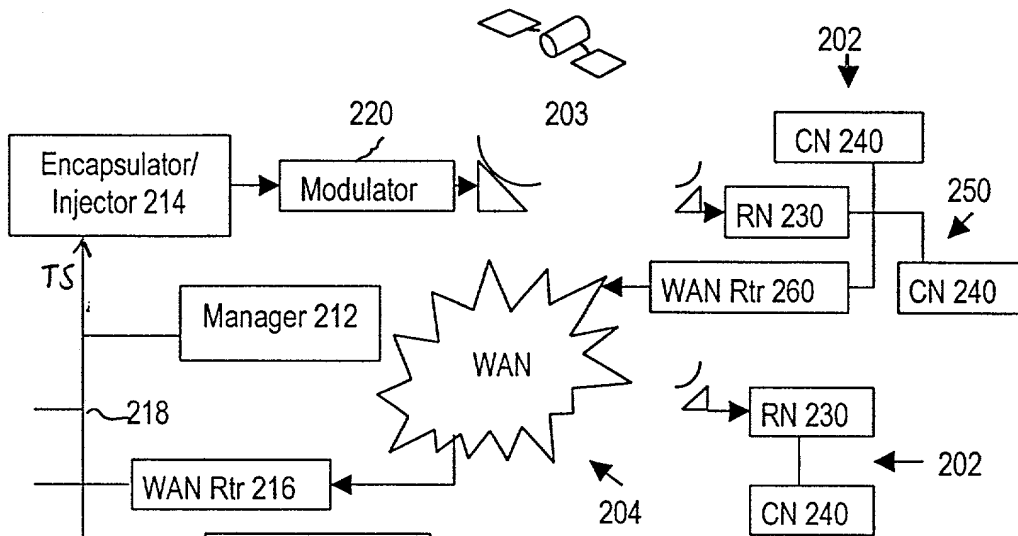 202
220
203
CN 240
Encapsulator/
Injector 214
Modulator
RN 230
250
TS
WAN Rtr 260
CN 240
Manager 212
WAN
218
RN 230
WAN Rtr 216
202
204
CN 240